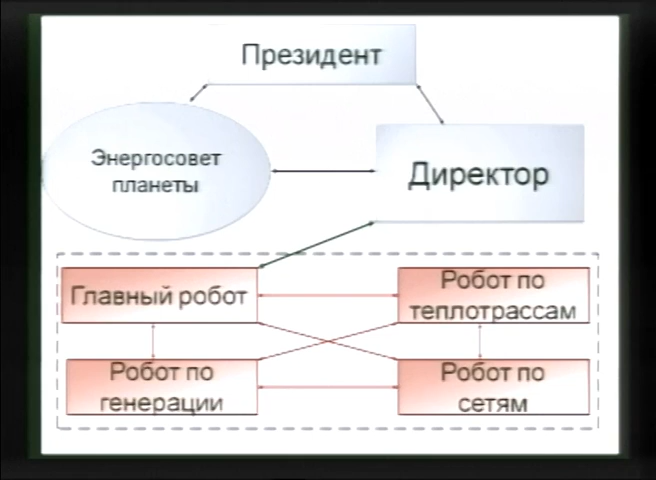 Президент
Энергосовет
планеты
Директор
Главный робот
Робот по
теплотрассам
Робот по
генерации
Робот по
сетям